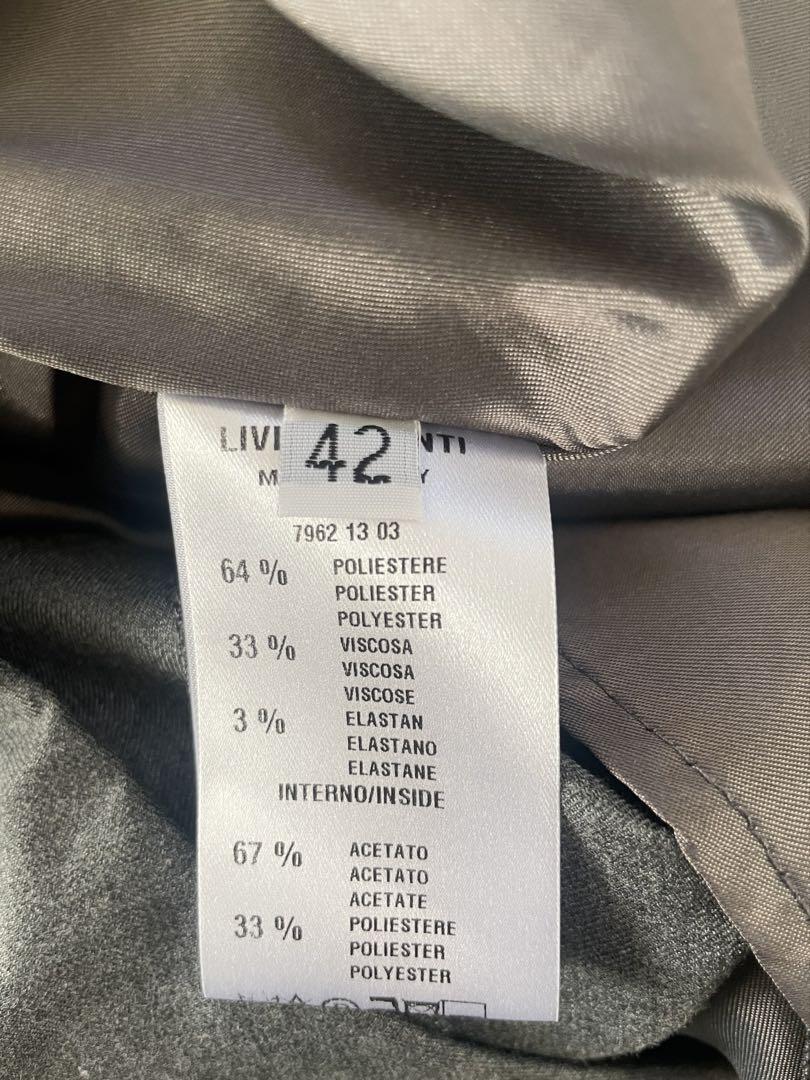 42
7962 13 03
64 % POLIESTERE
POLIESTER
POLYESTER
33 % VISCOSA
VISCOSA
VISCOSE
3 % ELASTAN
ELASTANO
ELASTANE
INTERNO/INSIDE
67 % ACETATO
ACETATO
ACETATE
33 % POLIESTERE
POLIESTER
POLYESTER